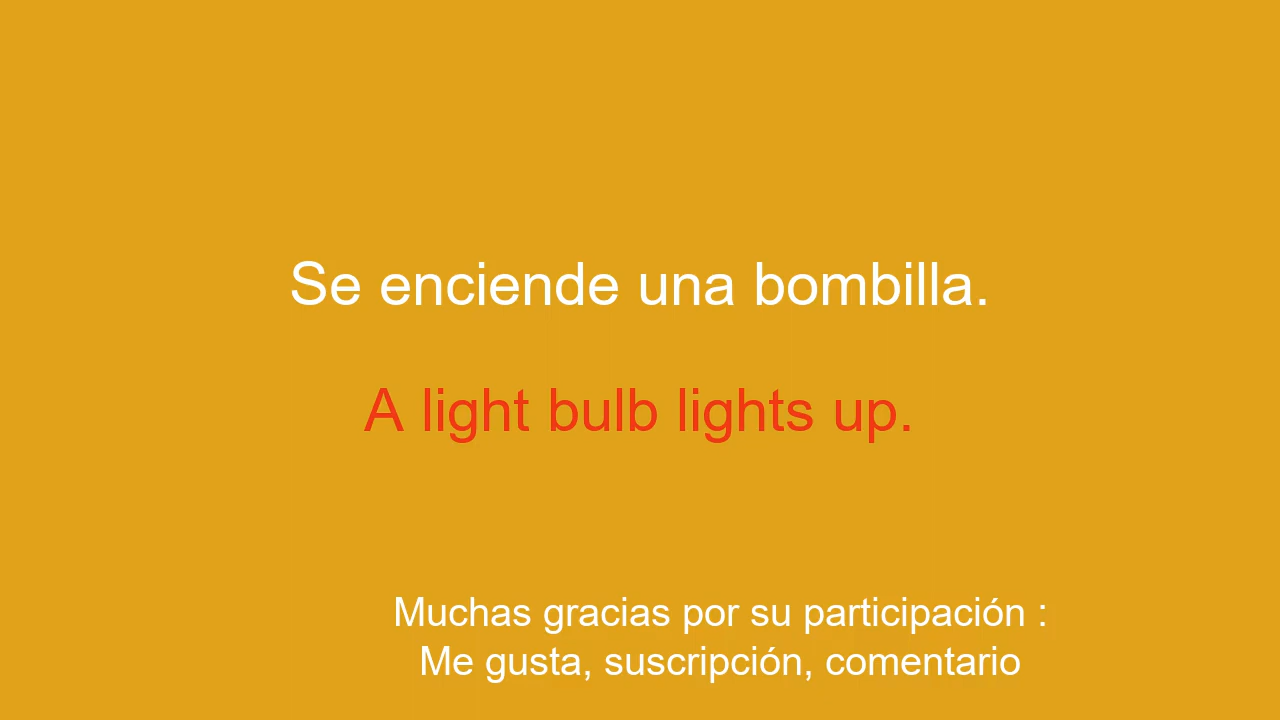 Se enciende una bombilla.
A light bulb lights up.
Muchas gracias por su participación :
Me gusta, suscripción, comentario